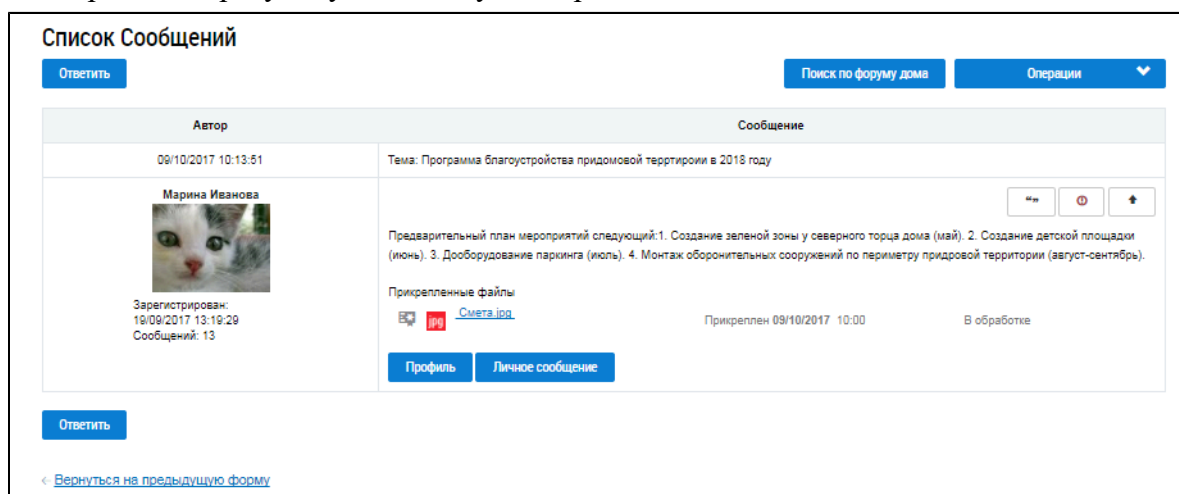 Список Сообщений
Ответить
Поиск по форуму дома
Операции
Автор
Сообщение
09/10/2017 10:13:51
Тема: Программа благоустройства придомовой терртироии в 2018 году
Марина Иванова
Предварительный план мероприятий следующий:1. Создание зеленой зоны у северного торца дома (май). 2. Создание детской площадки
(июнь). 3. Дооборудование паркинга (июль). 4. Монтаж оборонительных сооружений по периметру придровой территории (август-сентябрь).
Зарегистрирован:
19/09/2017 13:19:29
Сообщений: 13
Прикрепленные файлы
jpg
Смета.jpg
Прикреплен 09/10/2017 10:00
В обработке
Профиль
Личное сообщение
Ответить
← Вернуться на предыдущую форму